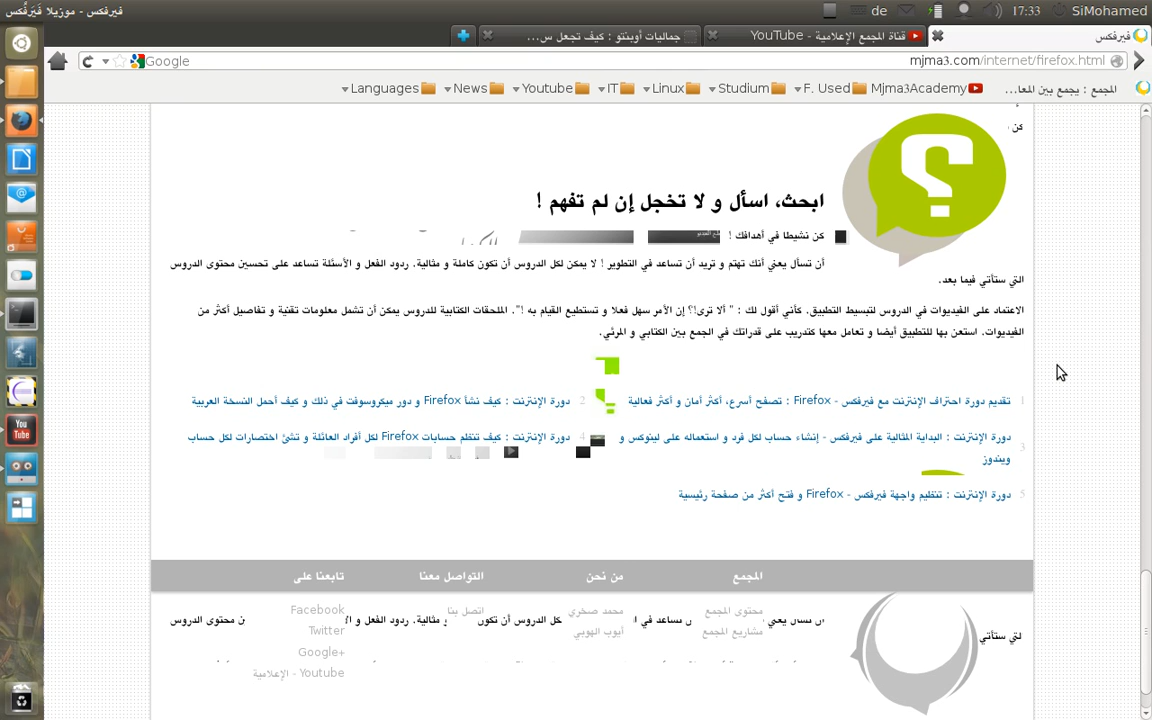 فيرفكس - موزيلا فَيَرفُكس
de
17:33
SiMohamed
فيرفكس
قناة المجمع الإعلامية - YouTube
جماليات أوبنتو : كيف تجعل س...
mjma3.com/internet/firefox.html
Google
المجمع : يجمع بين المعا...
Mjma3Academy
F. Used
Studium
Linux
IT
Youtube
News
Languages
كن
؟
ابحث، اسأل و لا تخجل إن لم تفهم !
كن نشيطا في أهدافك !
أن تسأل يعني أنك تهتم و تريد أن تساعد في التطوير ! لا يمكن لكل الدروس أن تكون كاملة و مثالية. ردود الفعل و الأسئلة تساعد على تحسين محتوى الدروس
التي ستأتي فيما بعد.
الاعتماد على الفيديوات في الدروس لتبسيط التطبيق. كأني أقول لك : " ألا ترى!؟ إن الأمر سهل فعلا و تستطيع القيام به !". الملحقات الكتابية للدروس يمكن أن تشمل معلومات تقنية و تفاصيل أكثر من
الفيديوات. استعن بها للتطبيق أيضا و تعامل معها كتدريب على قدراتك في الجمع بين الكتابي و المرئي.
1 تقديم دورة احتراف الإنترنت مع فيرفكس - Firefox : تصفح أسرع، أكثر أمان و أكثر فعالية
2 دورة الإنترنت : كيف نشأ Firefox و دور ميكروسوفت في ذلك و كيف أحمل النسخة العربية
3 دورة الإنترنت : البداية المثالية على فيرفكس - إنشاء حساب لكل فرد و استعماله على لينوكس و
ويندوز
4 دورة الإنترنت : كيف تنظم حسابات Firefox لكل أفراد العائلة و تنشئ اختصارات لكل حساب
5 دورة الإنترنت : تنظيم واجهة فيرفكس - Firefox و فتح أكثر من صفحة رئيسية
المجمع
من نحن
التواصل معنا
تابعنا على
محتوى المجمع
مشاريع المجمع
محمد صخري
أيوب الهوبي
اتصل بنا
Facebook
Twitter
Google+
Youtube - الإعلامية